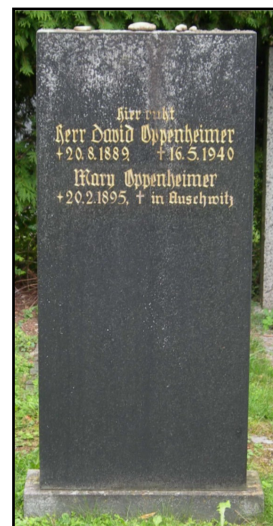 Hier ruht
Herr David Oppenheimer
+20.8.1889, †16.5.1940
Mary Oppenheimer
+20.2.1895, † in Auschwitz